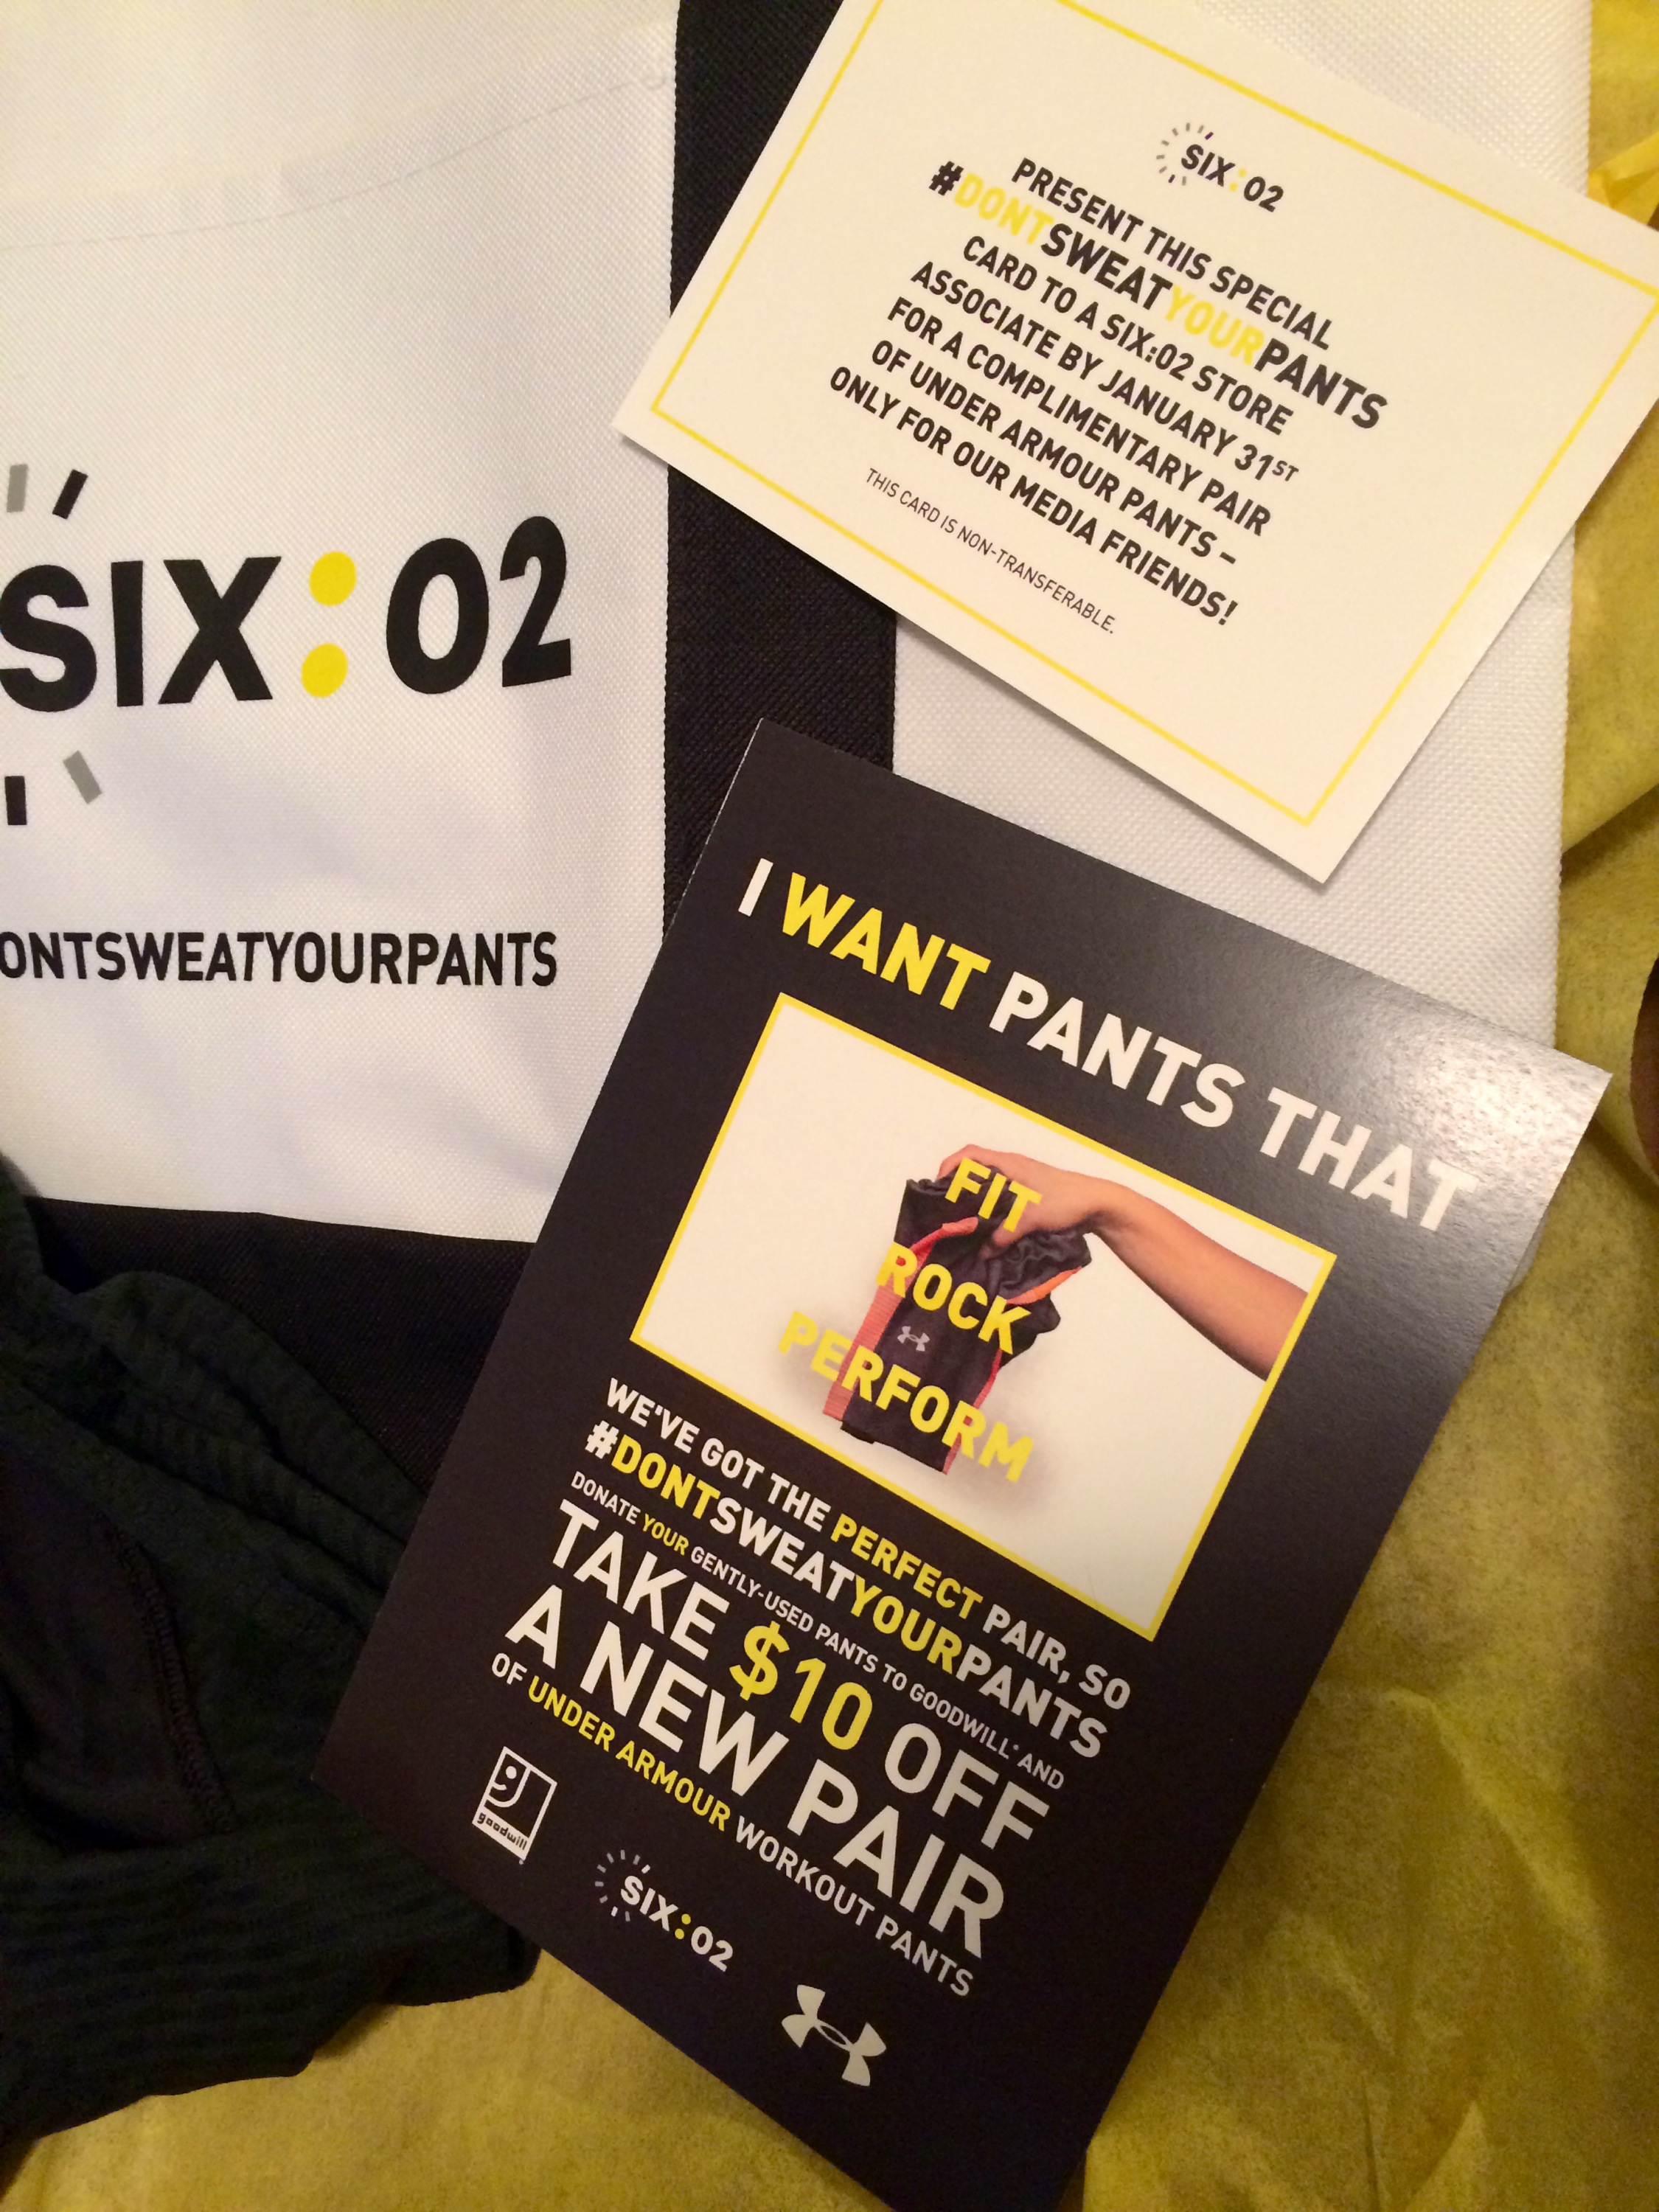 SIX:02
ONTSWEATYOURPANTS
SIX:02
PRESENT THIS SPECIAL
#DONTSWEATYOURPANTS
CARD TO A SIX:02 STORE
ASSOCIATE BY JANUARY 31ST
FOR A COMPLIMENTARY PAIR
OF UNDER ARMOUR PANTS –
ONLY FOR OUR MEDIA FRIENDS!
THIS CARD IS NON-TRANSFERABLE.
I WANT PANTS THAT
FIT
ROCK
PERFORM
WE'VE GOT THE PERFECT PAIR, SO
#DONTSWEATYOURPANTS
DONATE YOUR GENTLY-USED PANTS TO GOODWILL® AND
TAKE $10 OFF
A NEW PAIR
OF UNDER ARMOUR WORKOUT PANTS
goodwill
SIX:02